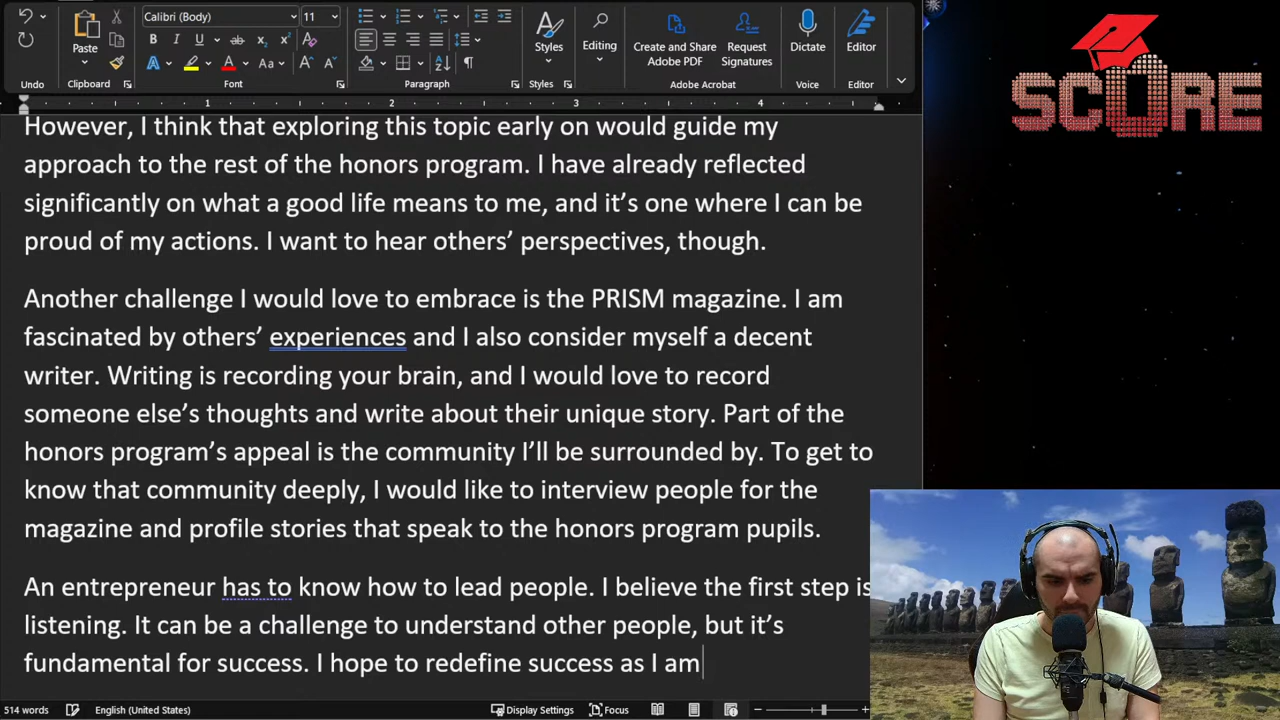 Calibri (Body)
11
Paste
Styles
Editing
Create and Share
Adobe PDF
Request
Signatures
Dictate
Editor
Undo
Clipboard
Font
Paragraph
Styles
Adobe Acrobat
Voice
Editor
1
2
3
4
SCORE
However, I think that exploring this topic early on would guide my
approach to the rest of the honors program. I have already reflected
significantly on what a good life means to me, and it’s one where I can be
proud of my actions. I want to hear others’ perspectives, though.
Another challenge I would love to embrace is the PRISM magazine. I am
fascinated by others’ experiences and I also consider myself a decent
writer. Writing is recording your brain, and I would love to record
someone else’s thoughts and write about their unique story. Part of the
honors program’s appeal is the community I’ll be surrounded by. To get to
know that community deeply, I would like to interview people for the
magazine and profile stories that speak to the honors program pupils.
An entrepreneur has to know how to lead people. I believe the first step is
listening. It can be a challenge to understand other people, but it’s
fundamental for success. I hope to redefine success as I am
514 words
English (United States)
Display Settings
Focus